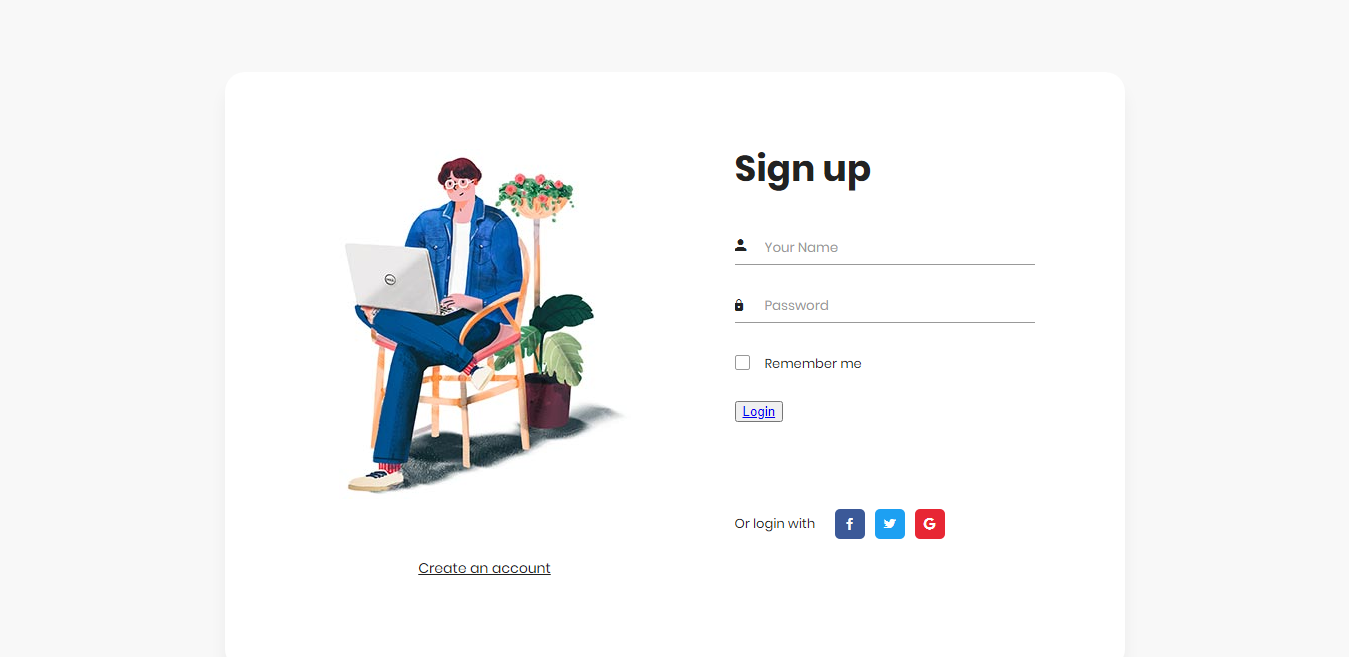 Sign up
Your Name
Password
Remember me
Login
Or login with
Create an account